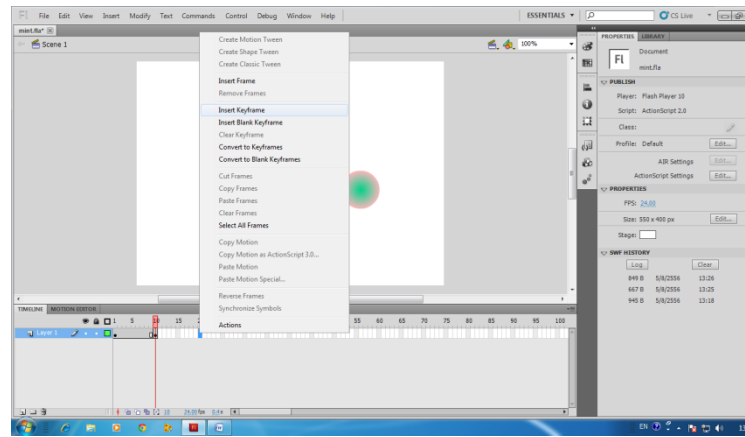 Fl File Edit View Insert Modify Text Commands Control Debug Window Help ESSENTIALS CS Live
mint.fla*
Scene 1 100%
Create Motion Tween
Create Shape Tween
Create Classic Tween
Insert Frame
Remove Frames
Insert Keyframe
Insert Blank Keyframe
Clear Keyframe
Convert to Keyframes
Convert to Blank Keyframes
Cut Frames
Copy Frames
Paste Frames
Clear Frames
Select All Frames
Copy Motion
Copy Motion as ActionScript 3.0...
Paste Motion
Paste Motion Special...
Reverse Frames
Synchronize Symbols
Actions
PROPERTIES LIBRARY
Fl Document
mint.fla
PUBLISH
Player: Flash Player 10
Script: ActionScript 2.0
Class:
Profile: Default Edit...
AIR Settings Edit...
ActionScript Settings Edit...
PROPERTIES
FPS: 24.00
Size: 550 x 400 px Edit...
Stage:
SWF HISTORY
Log Clear
849 B 5/8/2556 13:26
667 B 5/8/2556 13:25
945 B 5/8/2556 13:18
TIMELINE MOTION EDITOR
1 5 10 15 55 60 65 70 75 80 85 90 95 100
Layer 1
10 24.00 fps 0.4 s
EN